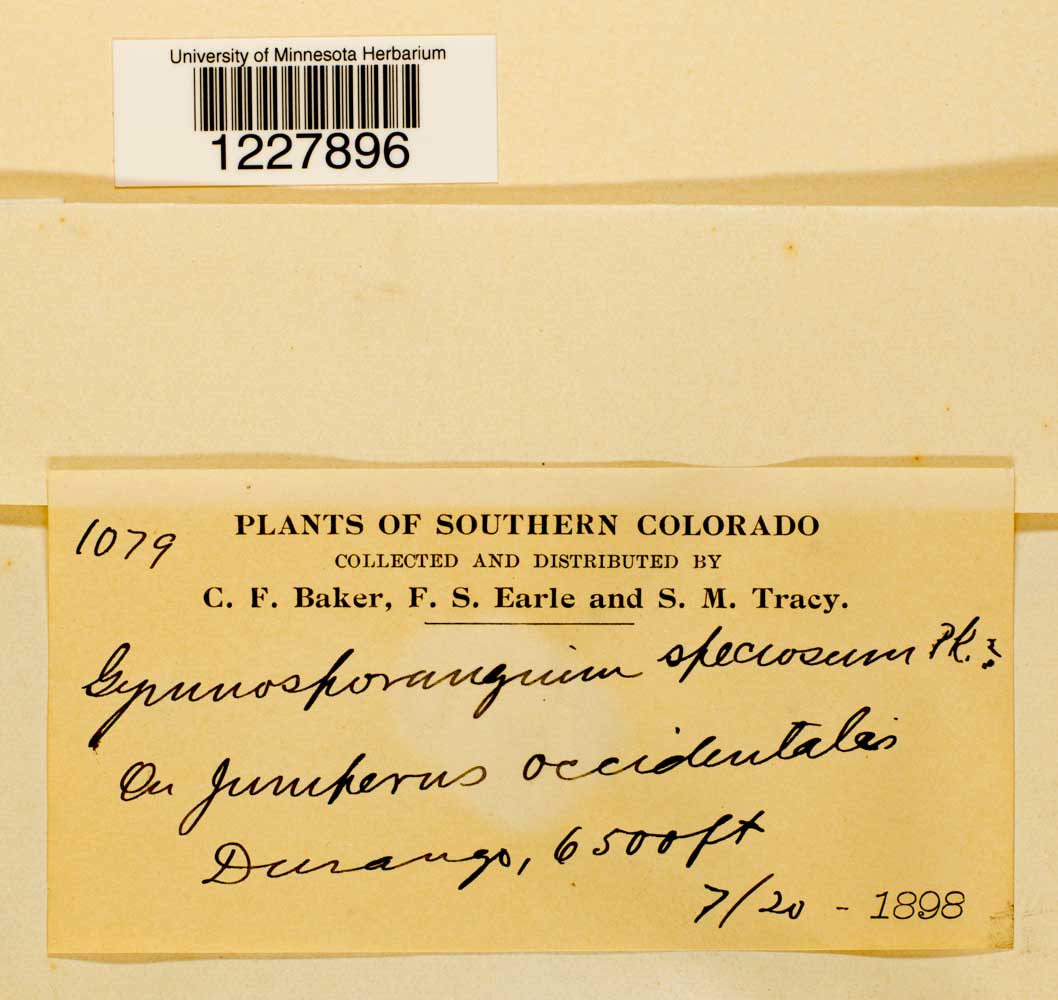 University of Minnesota Herbarium
1227896
1079
PLANTS OF SOUTHERN COLORADO
COLLECTED AND DISTRIBUTED BY
C. F. Baker, F. S. Earle and S. M. Tracy.
Gymnosporangium speciosum Pk.?
On Juniperus occidentalis
Durango, 6500ft
7/20 - 1898